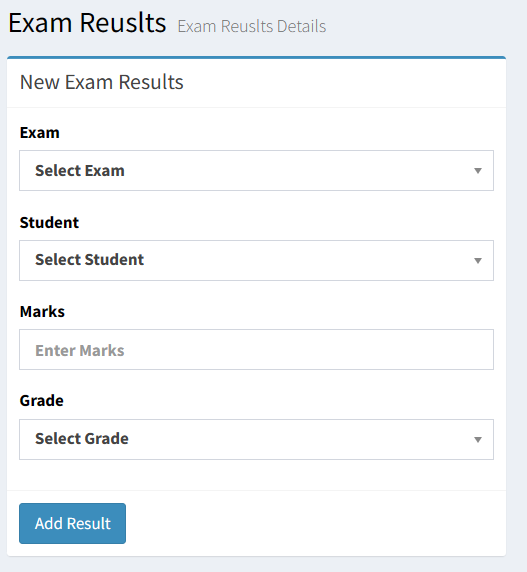 Exam Reuslts Exam Reuslts Details
New Exam Results
Exam
Select Exam
Student
Select Student
Marks
Enter Marks
Grade
Select Grade
Add Result